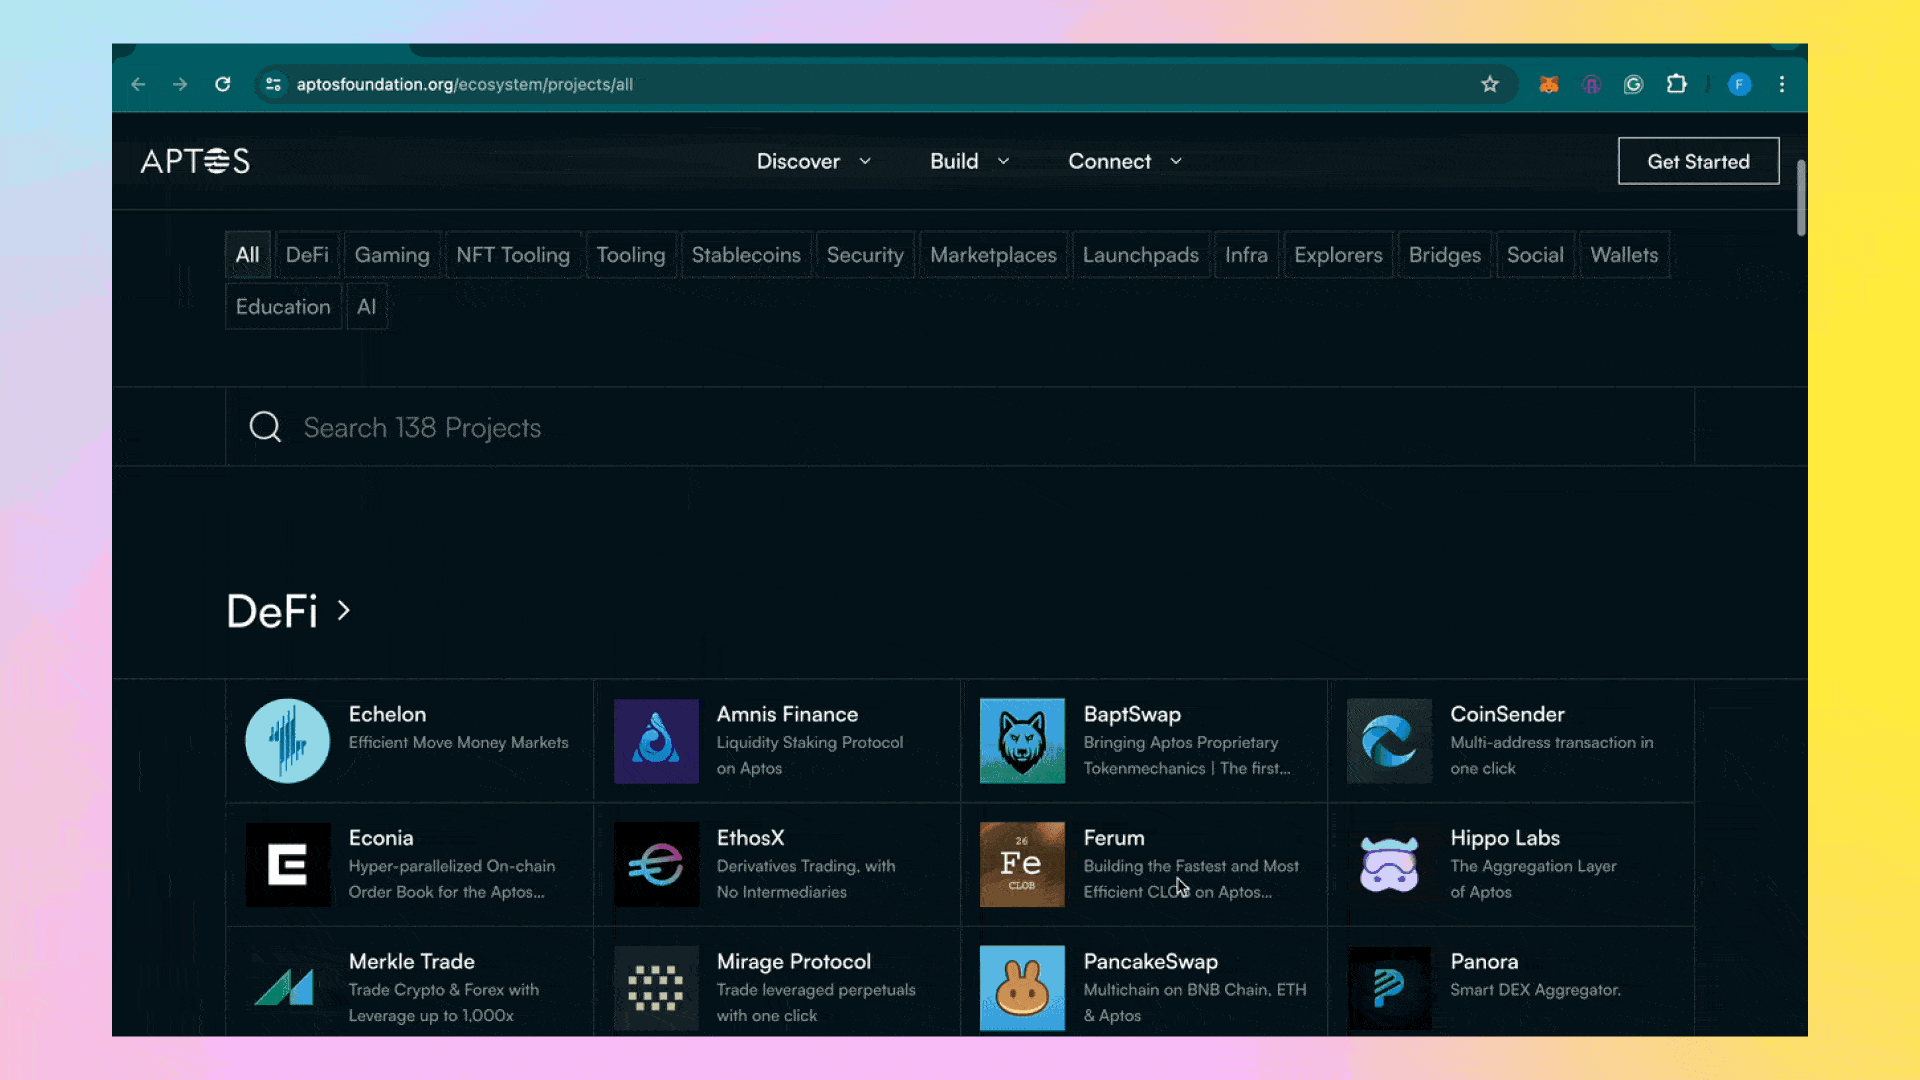 aptosfoundation.org/ecosystem/projects/all
F
APTOS
Discover
Build
Connect
Get Started
All
DeFi
Gaming
NFT Tooling
Tooling
Stablecoins
Security
Marketplaces
Launchpads
Infra
Explorers
Bridges
Social
Wallets
Education
AI
Search 138 Projects
DeFi
Echelon
Efficient Move Money Markets
Amnis Finance
Liquidity Staking Protocol
on Aptos
BaptSwap
Bringing Aptos Proprietary
Tokenmechanics | The first...
CoinSender
Multi-address transaction in
one click
Econia
Hyper-parallelized On-chain
Order Book for the Aptos...
EthosX
Derivatives Trading, with
No Intermediaries
26
Fe
CLOB
Ferum
Building the Fastest and Most
Efficient CLOB on Aptos...
Hippo Labs
The Aggregation Layer
of Aptos
Merkle Trade
Trade Crypto & Forex with
Leverage up to 1,000x
Mirage Protocol
Trade leveraged perpetuals
with one click
PancakeSwap
Multichain on BNB Chain, ETH
& Aptos
Panora
Smart DEX Aggregator.